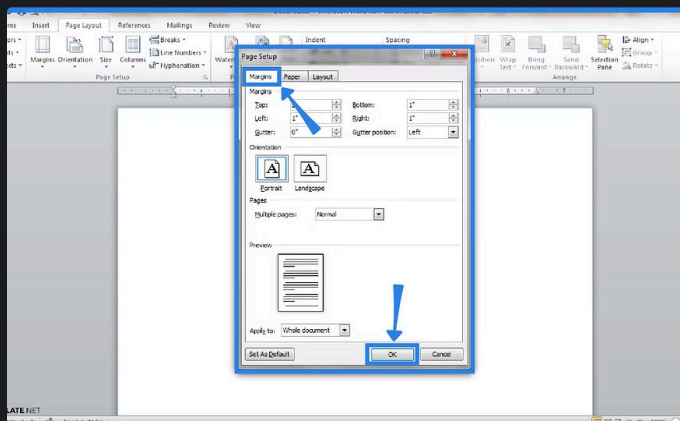 Insert Page Layout References Mailings Review View
Margins
Orientation
Size
Columns
Breaks
Line Numbers
Hyphenation
Page Setup
Indent
Spacing
Wrap
Text
Bring
Forward
Send
Backward
Selection
Pane
Align
Group
Rotate
Arrange
Page Setup
Margins Paper Layout
Margins
Top: Bottom: 1"
Left: 1" Right: 1"
Gutter: 0" Gutter position: Left
Orientation
Portrait Landscape
Pages
Multiple pages: Normal
Preview
Apply to: Whole document
Set As Default OK Cancel
LATE.NET